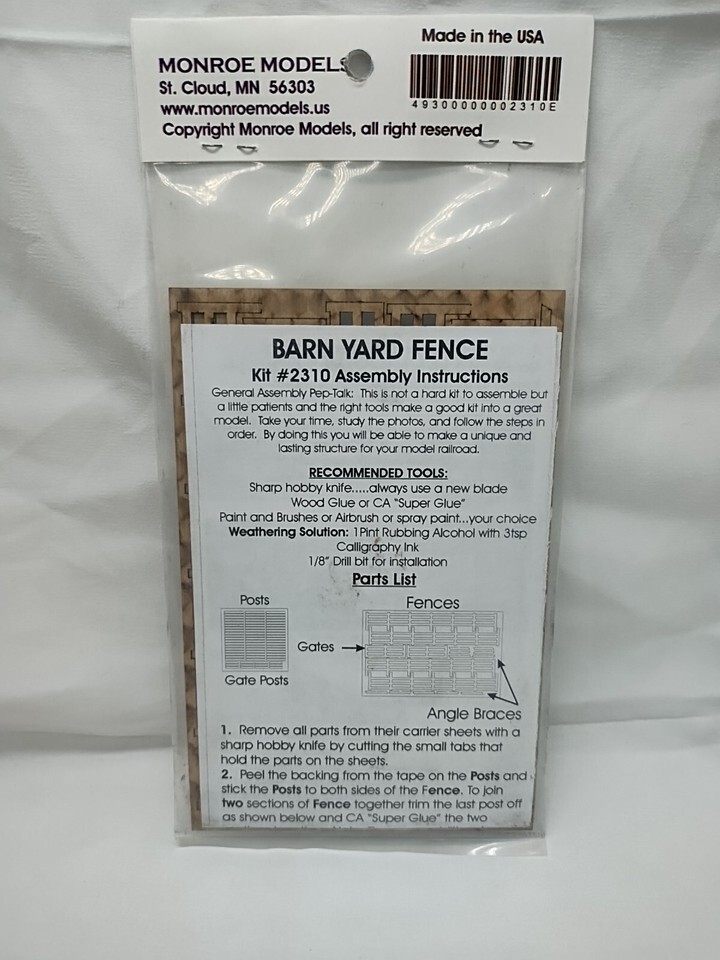 Made in the USA
MONROE MODELS
St. Cloud, MN 56303
www.monroemodels.us
Copyright Monroe Models, all right reserved
49300000002310E
BARN YARD FENCE
Kit #2310 Assembly Instructions
General Assembly Pep-Talk: This is not a hard kit to assemble but
a little patients and the right tools make a good kit into a great
model. Take your time, study the photos, and follow the steps in
order. By doing this you will be able to make a unique and
lasting structure for your model railroad.
RECOMMENDED TOOLS:
Sharp hobby knife.....always use a new blade
Wood Glue or CA "Super Glue"
Paint and Brushes or Airbrush or spray paint...your choice
Weathering Solution: 1Pint Rubbing Alcohol with 3tsp
Calligraphy Ink
1/8" Drill bit for installation
Parts List
Posts
Fences
Gates
Gate Posts
Angle Braces
1. Remove all parts from their carrier sheets with a
sharp hobby knife by cutting the small tabs that
hold the parts on the sheets.
2. Peel the backing from the tape on the Posts and
stick the Posts to both sides of the Fence. To join
two sections of Fence together trim the last post off
as shown below and CA "Super Glue" the two